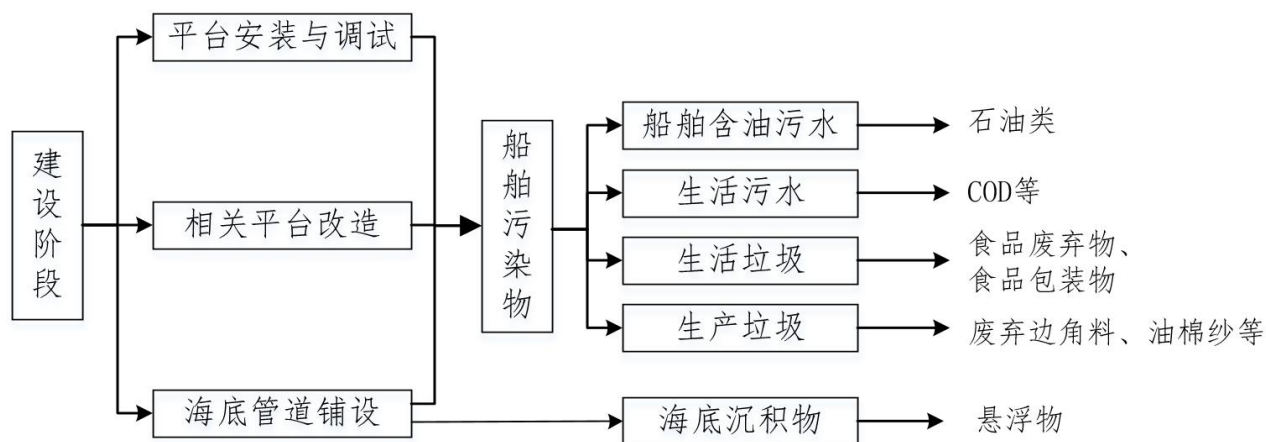 建设阶段
平台安装与调试
相关平台改造
海底管道铺设
船舶污染物
船舶含油污水
石油类
生活污水
COD等
生活垃圾
食品废弃物、
食品包装物
生产垃圾
废弃边角料、油棉纱等
海底沉积物
悬浮物